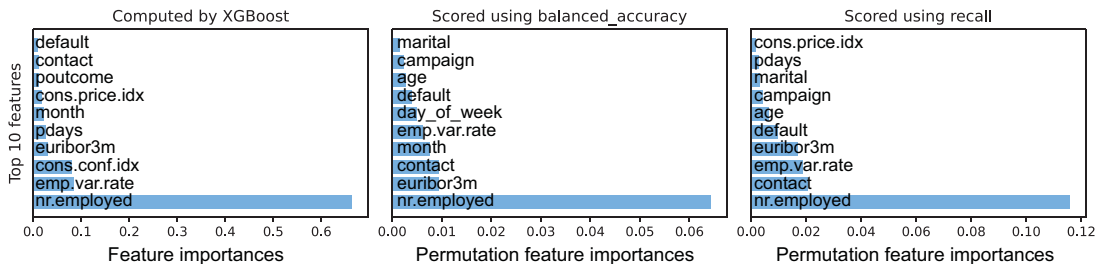 Computed by XGBoost
Top 10 features
default
contact
poutcome
cons.price.idx
month
pdays
euribor3m
cons.conf.idx
emp.var.rate
nr.employed
0.0 0.1 0.2 0.3 0.4 0.5 0.6
Feature importances
Scored using balanced_accuracy
marital
campaign
age
default
day_of_week
emp.var.rate
month
contact
euribor3m
nr.employed
0.00 0.01 0.02 0.03 0.04 0.05 0.06
Permutation feature importances
Scored using recall
cons.price.idx
pdays
marital
campaign
age
default
euribor3m
emp.var.rate
contact
nr.employed
0.00 0.02 0.04 0.06 0.08 0.10 0.12
Permutation feature importances